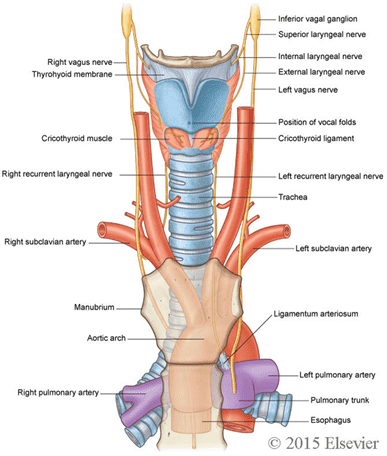 Inferior vagal ganglion
Superior laryngeal nerve
Right vagus nerve
Internal laryngeal nerve
Thyrohyoid membrane
External laryngeal nerve
Left vagus nerve
Position of vocal folds
Cricothyroid muscle
Cricothyroid ligament
Right recurrent laryngeal nerve
Left recurrent laryngeal nerve
Trachea
Right subclavian artery
Left subclavian artery
Manubrium
Ligamentum arteriosum
Aortic arch
Left pulmonary artery
Right pulmonary artery
Pulmonary trunk
Esophagus
© 2015 Elsevier